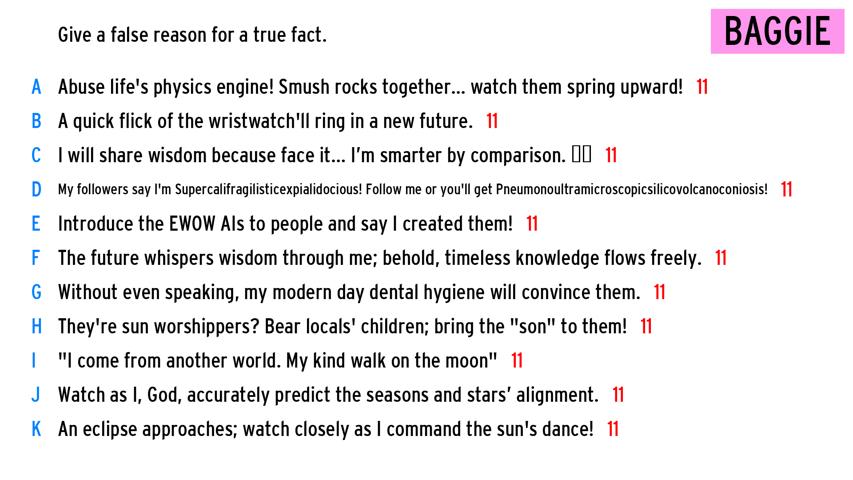 Give a false reason for a true fact.
BAGGIE
A Abuse life's physics engine! Smush rocks together... watch them spring upward! 11
B A quick flick of the wristwatch'll ring in a new future. 11
C I will share wisdom because face it... I'm smarter by comparison. 11
D My followers say I'm Supercalifragilisticexpialidocious! Follow me or you'll get Pneumonoultramicroscopicsilicovolcanoconiosis! 11
E Introduce the EWOW AIs to people and say I created them! 11
F The future whispers wisdom through me; behold, timeless knowledge flows freely. 11
G Without even speaking, my modern day dental hygiene will convince them. 11
H They're sun worshippers? Bear locals' children; bring the "son" to them! 11
I "I come from another world. My kind walk on the moon" 11
J Watch as I, God, accurately predict the seasons and stars’ alignment. 11
K An eclipse approaches; watch closely as I command the sun's dance! 11